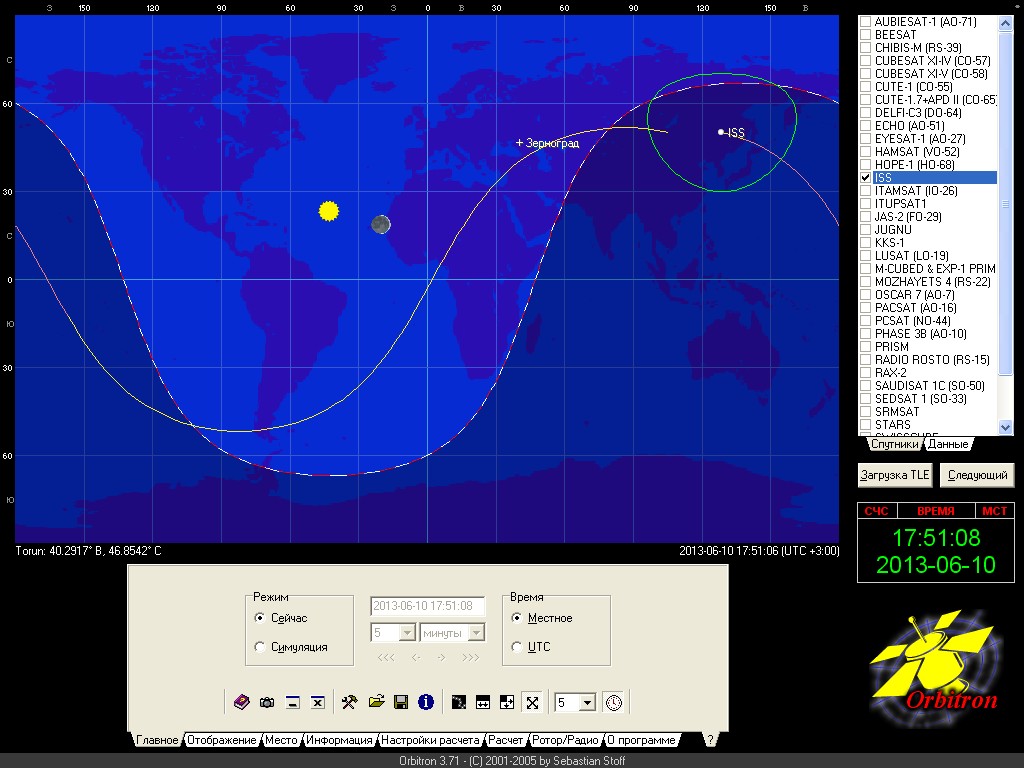 З 150 120 90 60 30 З 0 В 30 60 90 120 150 В
С
60
30
С
0
Ю
30
60
Ю
Зерноград
ISS
Torun: 40.2917° В, 46.8542° С
2013-06-10 17:51:06 (UTC +3:00)
AUBIESAT-1 (AO-71)
BEESAT
CHIBIS-M (RS-39)
CUBESAT XI-IV (CO-57)
CUBESAT XI-V (CO-58)
CUTE-1 (CO-55)
CUTE-1.7+APD II (CO-65)
DELFI-C3 (DO-64)
ECHO (AO-51)
EYESAT-1 (AO-27)
HAMSAT (VO-52)
HOPE-1 (HO-68)
ISS
ITAMSAT (IO-26)
ITUPSAT1
JAS-2 (FO-29)
JUGNU
KKS-1
LUSAT (LO-19)
M-CUBED & EXP-1 PRIM
MOZHAYETS 4 (RS-22)
OSCAR 7 (AO-7)
PACSAT (AO-16)
PCSAT (NO-44)
PHASE 3B (AO-10)
PRISM
RADIO ROSTO (RS-15)
RAX-2
SAUDISAT 1C (SO-50)
SEDSAT 1 (SO-33)
SRMSAT
STARS
Спутники Данные
Загрузка TLE Следующий
СЧС ВРЕМЯ МСТ
17:51:08
2013-06-10
Orbitron
Режим
Сейчас
Симуляция
2013-06-10 17:51:08
5 минуты
<<< <- -> >>>
Время
Местное
UTC
5
Главное Отображение Место Информация Настройки расчета Расчет Ротор/Радио О программе ?
Orbitron 3.71 - (C) 2001-2005 by Sebastian Stoff